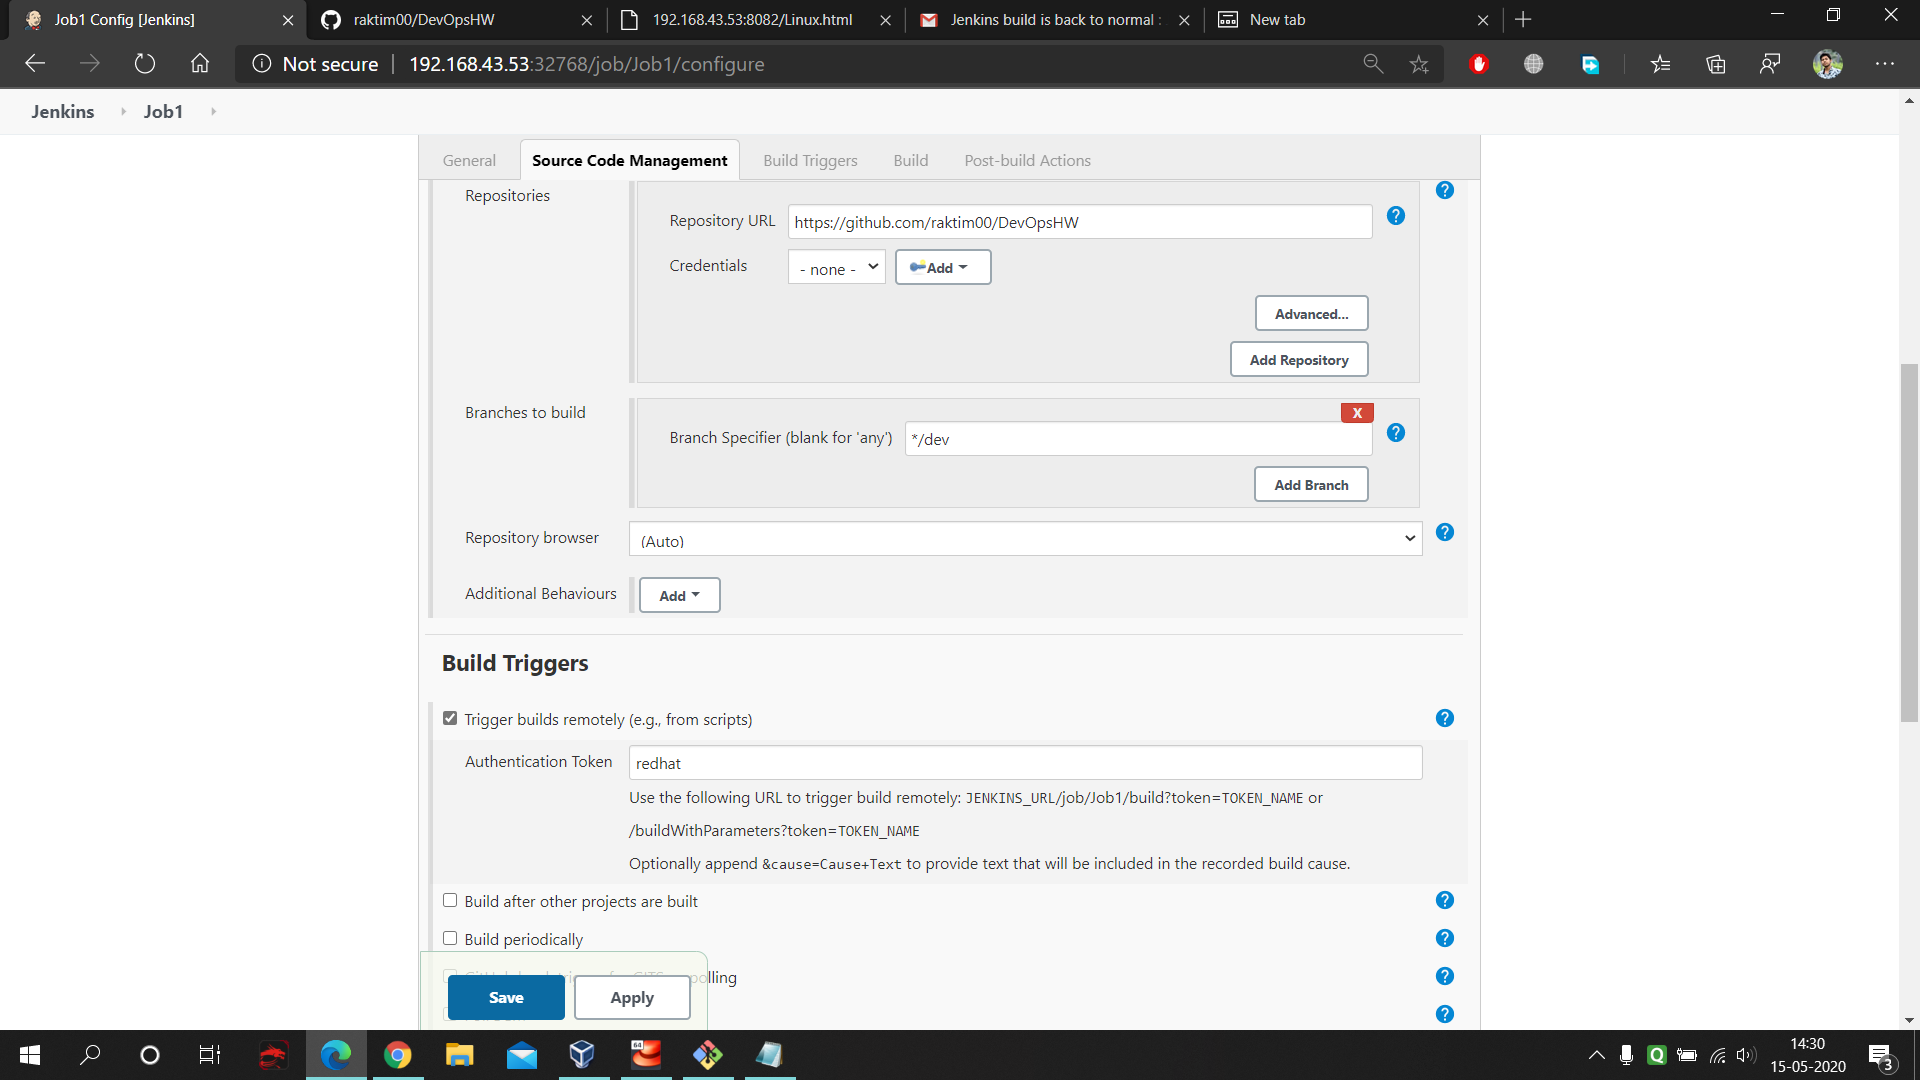 Job1 Config [Jenkins]
raktim00/DevOpsHW
192.168.43.53:8082/Linux.html
Jenkins build is back to normal :
New tab
Not secure
192.168.43.53:32768/job/Job1/configure
Jenkins
Job1
General
Source Code Management
Build Triggers
Build
Post-build Actions
Repositories
Repository URL
https://github.com/raktim00/DevOpsHW
Credentials
- none -
Add
Advanced...
Add Repository
Branches to build
X
Branch Specifier (blank for 'any')
*/dev
Add Branch
Repository browser
(Auto)
Additional Behaviours
Add
Build Triggers
Trigger builds remotely (e.g., from scripts)
Authentication Token
redhat
Use the following URL to trigger build remotely: JENKINS_URL/job/Job1/build?token=TOKEN_NAME or
/buildWithParameters?token=TOKEN_NAME
Optionally append &cause=Cause+Text to provide text that will be included in the recorded build cause.
Build after other projects are built
Build periodically
olling
Save
Apply
64
Q
14:30
15-05-2020
3